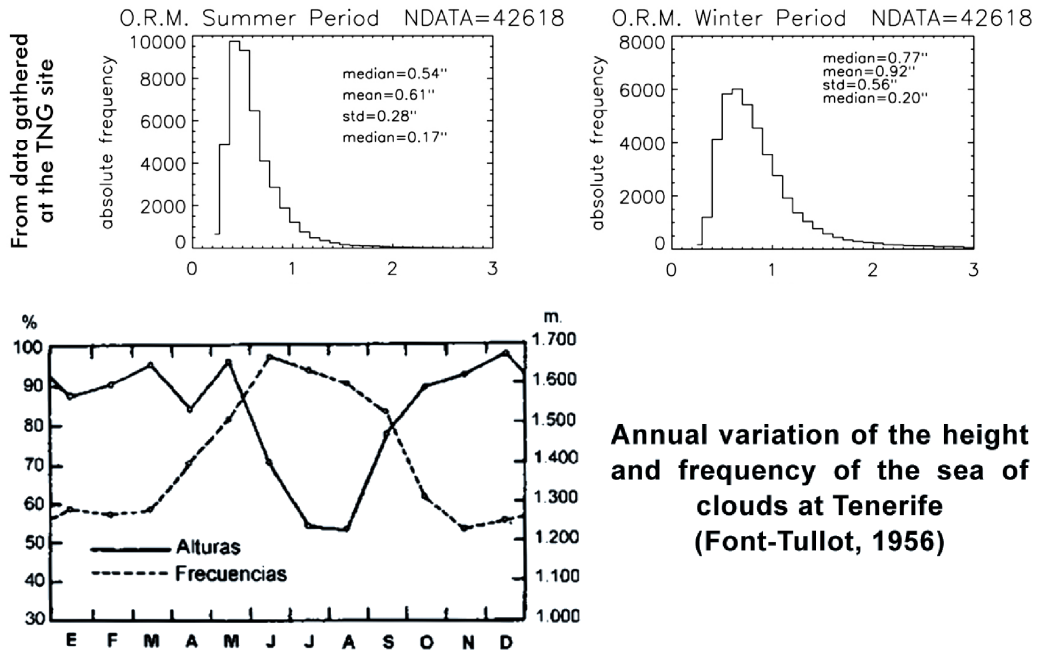 From data gathered
at the TNG site
O.R.M. Summer Period NDATA=42618
absolute frequency
10000
8000
6000
4000
2000
0
median=0.54"
mean=0.61"
std=0.28"
median=0.17"
0 1 2 3
O.R.M. Winter Period NDATA=42618
absolute frequency
8000
6000
4000
2000
0
median=0.77"
mean=0.92"
std=0.56"
median=0.20"
0 1 2 3
%
100
90
80
70
60
50
40
30
Alturas
Frecuencias
m.
1.700
1.600
1.500
1.400
1.300
1.200
1.100
1.000
E F M A M J J A S O N D
Annual variation of the height
and frequency of the sea of
clouds at Tenerife
(Font-Tullot, 1956)